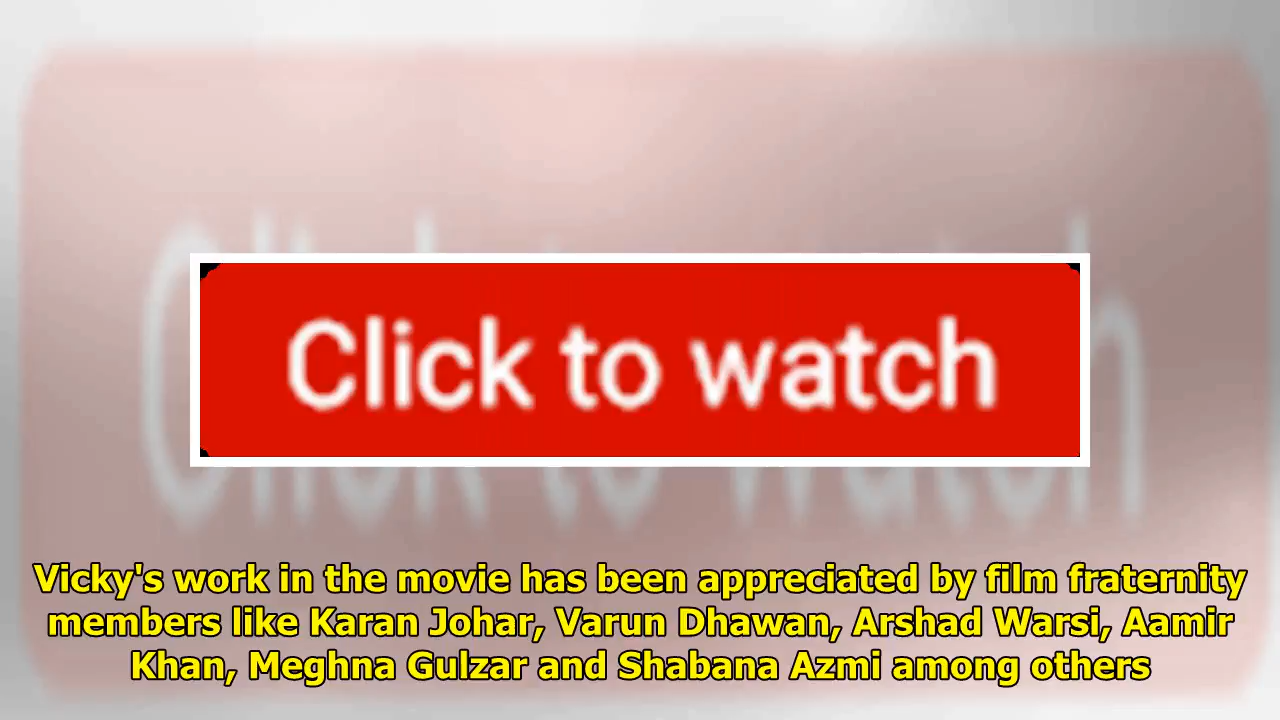 Click to watch
Vicky's work in the movie has been appreciated by film fraternity
members like Karan Johar, Varun Dhawan, Arshad Warsi, Aamir
Khan, Meghna Gulzar and Shabana Azmi among others